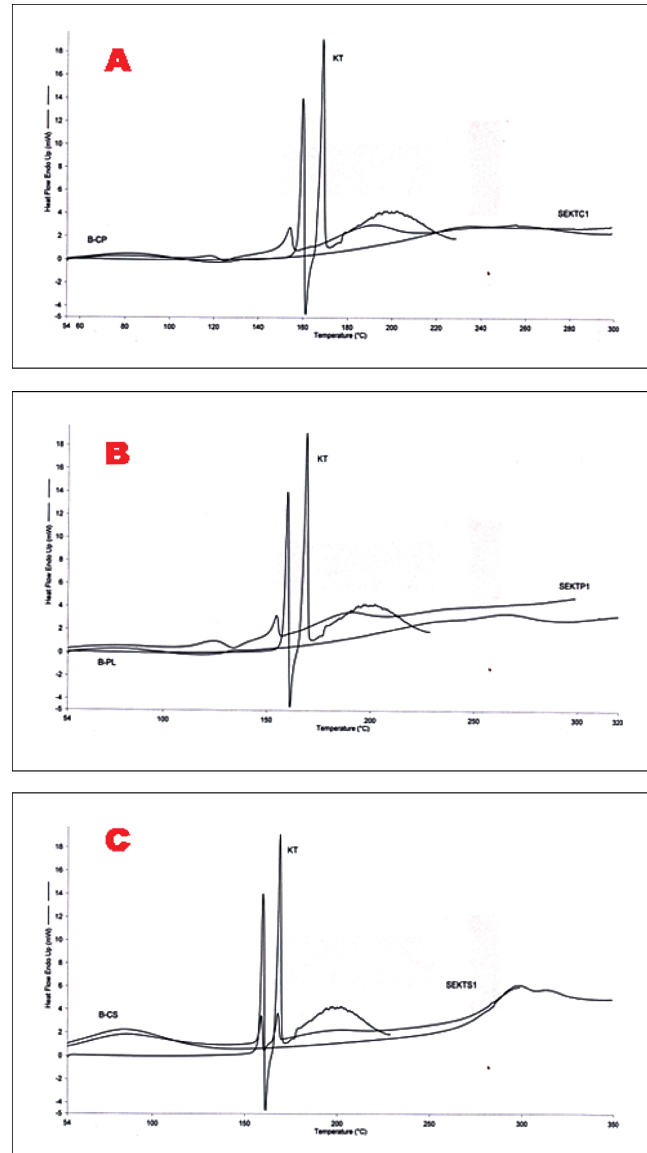 A
KT
B-CP
SEKTC1
Heat Flow Endo Up (mW)
18
16
14
12
10
8
6
4
2
0
-2
-4
-5
54 60 80 100 120 140 160 180 200 220 240 260 280 300
Temperature (°C)
B
KT
SEKTP1
B-PL
Heat Flow Endo Up (mW)
18
16
14
12
10
8
6
4
2
0
-2
-4
-5
54 100 150 200 250 300 320
Temperature (°C)
C
KT
B-CS
SEKTS1
Heat Flow Endo Up (mW)
18
16
14
12
10
8
6
4
2
0
-2
-4
-5
54 100 150 200 250 300 350
Temperature (°C)